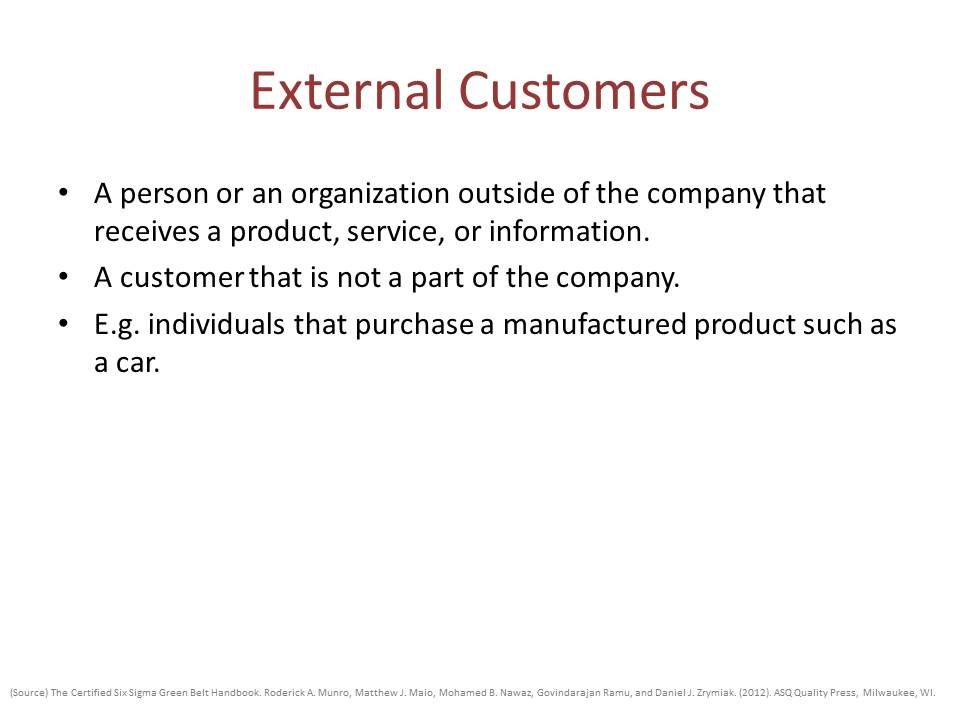 External Customers
• A person or an organization outside of the company that
receives a product, service, or information.
• A customer that is not a part of the company.
• E.g. individuals that purchase a manufactured product such as
a car.
(Source) The Certified Six Sigma Green Belt Handbook. Roderick A. Munro, Matthew J. Maio, Mohamed B. Nawaz, Govindarajan Ramu, and Daniel J. Zrymiak. (2012). ASQ Quality Press, Milwaukee, WI.